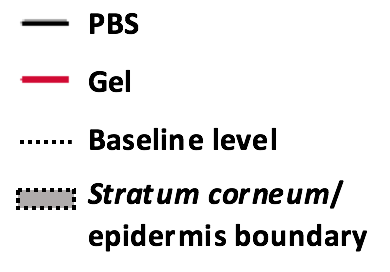 PBS
Gel
Baseline level
Stratum corneum/
epidermis boundary